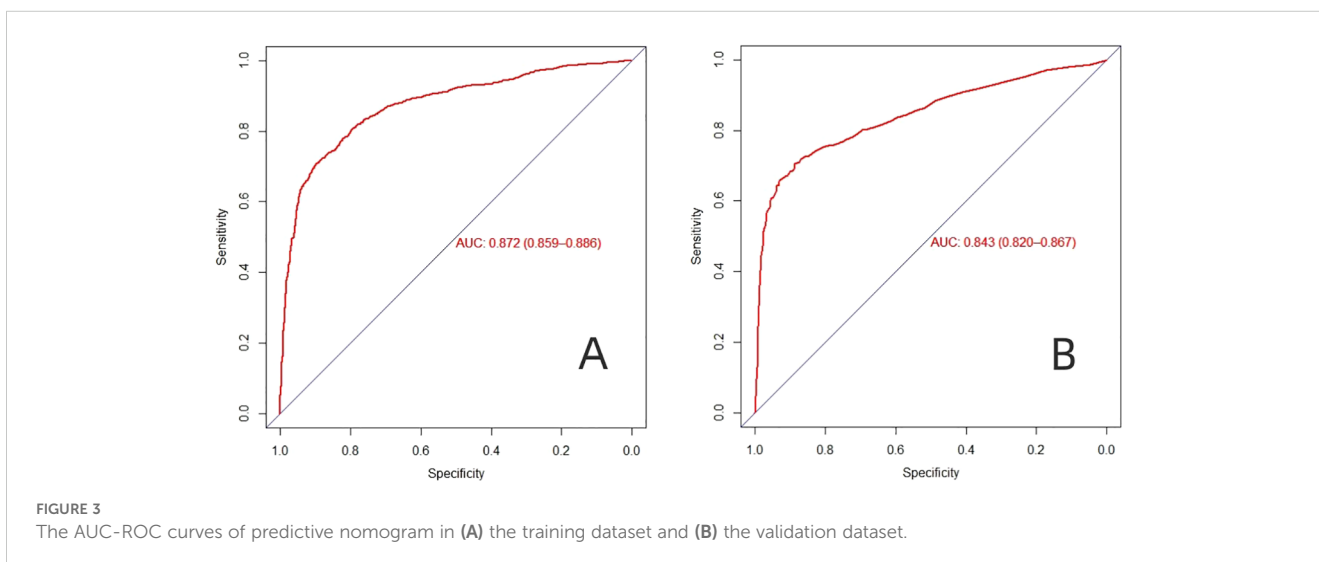 1.0
0.8
0.6
0.4
0.2
0.0
Sensitivity
AUC: 0.872 (0.859–0.886)
A
1.0 0.8 0.6 0.4 0.2 0.0
Specificity
1.0
0.8
0.6
0.4
0.2
0.0
Sensitivity
AUC: 0.843 (0.820–0.867)
B
1.0 0.8 0.6 0.4 0.2 0.0
Specificity
FIGURE 3
The AUC-ROC curves of predictive nomogram in (A) the training dataset and (B) the validation dataset.